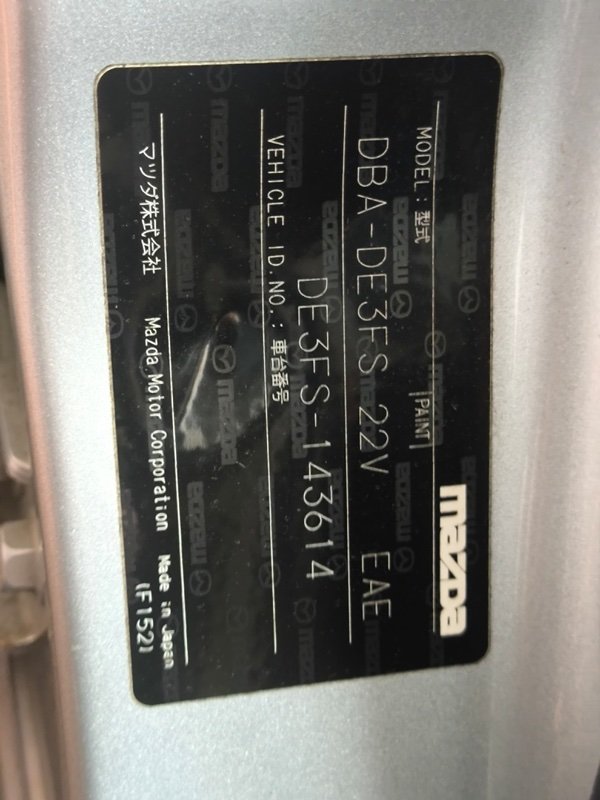 mazda
MODEL : 型式 PAINT
DBA-DE3FS 22V EAE
VEHICLE ID.NO. : 車台番号
DE3FS-143614
マツダ株式会社 Mazda Motor Corporation Made in Japan
(F152)